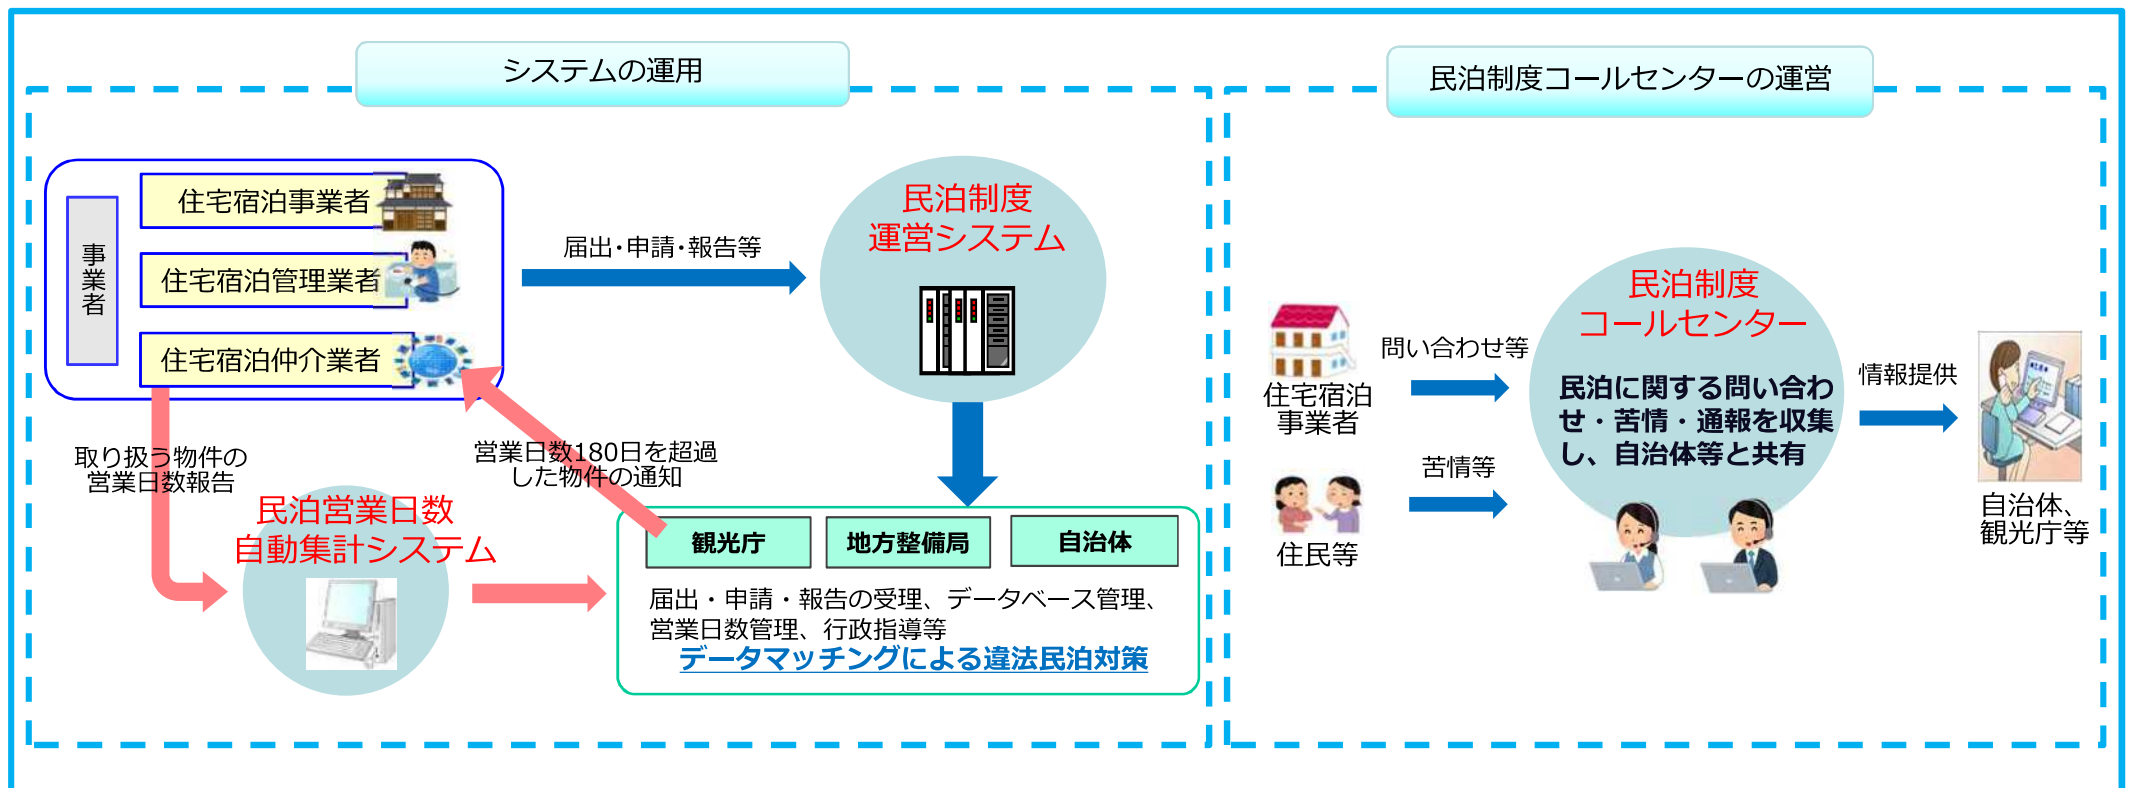 システムの運用
事業者
住宅宿泊事業者
住宅宿泊管理業者
住宅宿泊仲介業者
届出・申請・報告等
民泊制度
運営システム
取り扱う物件の
営業日数報告
営業日数180日を超過
した物件の通知
民泊営業日数
自動集計システム
観光庁
地方整備局
自治体
届出・申請・報告の受理、データベース管理、
営業日数管理、行政指導等
データマッチングによる違法民泊対策
民泊制度コールセンターの運営
住宅宿泊
事業者
問い合わせ等
住民等
苦情等
民泊制度
コールセンター
民泊に関する問い合わ
せ・苦情・通報を収集
し、自治体等と共有
情報提供
自治体、
観光庁等